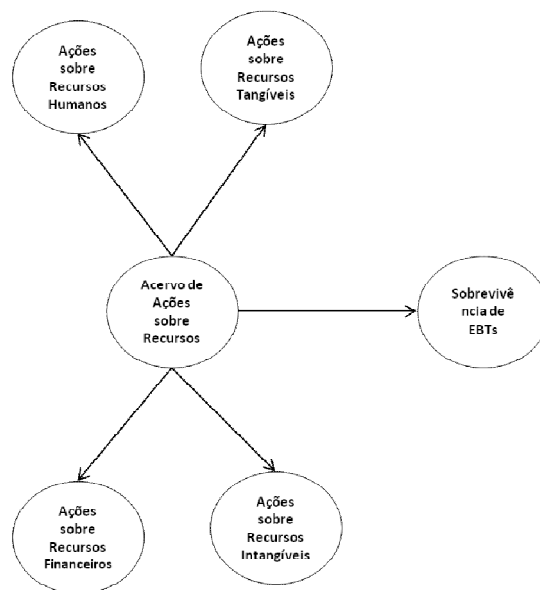 Ações
sobre
Recursos
Humanos
Ações
sobre
Recursos
Tangíveis
Acervo de
Ações
sobre
Recursos
Sobrevivê
ncia de
EBTs
Ações
sobre
Recursos
Financeiros
Ações
sobre
Recursos
Intangíveis